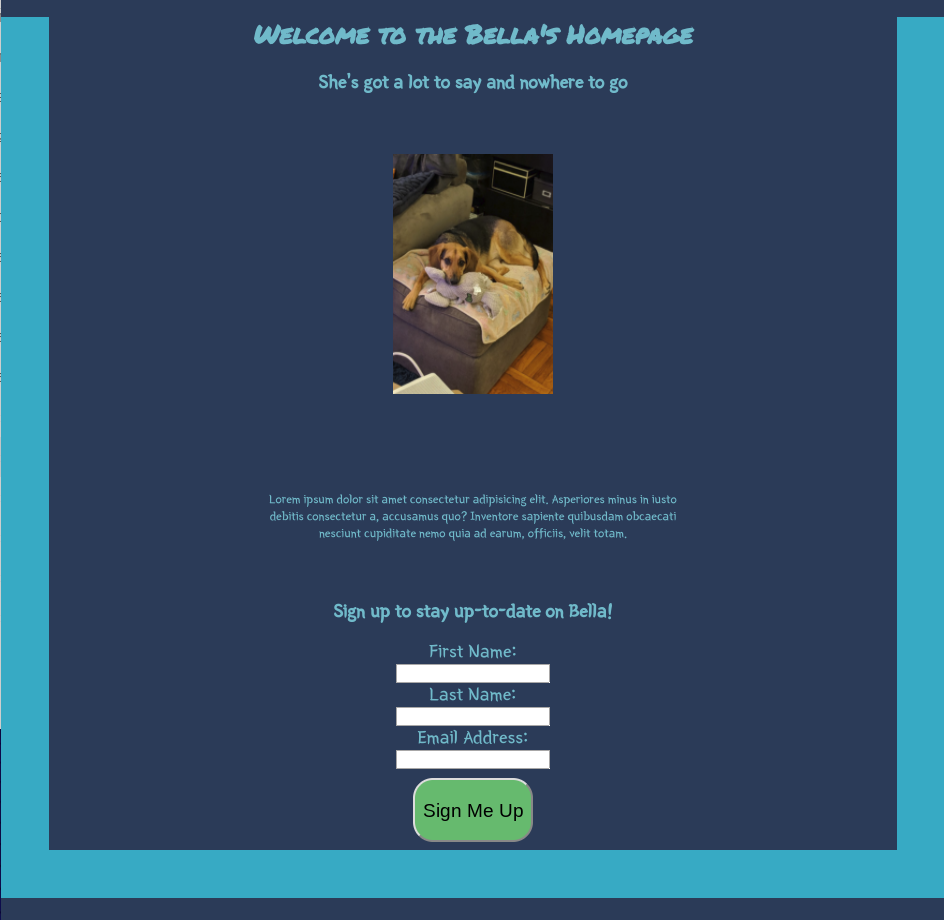 Welcome to the Bella's Homepage
She's got a lot to say and nowhere to go
Lorem ipsum dolor sit amet consectetur adipisicing elit. Asperiores minus in iusto
debitis consectetur a, accusamus quo? Inventore sapiente quibusdam obcaecati
nesciunt cupiditate nemo quia ad earum, officiis, velit totam.
Sign up to stay up-to-date on Bella!
First Name:
Last Name:
Email Address:
Sign Me Up